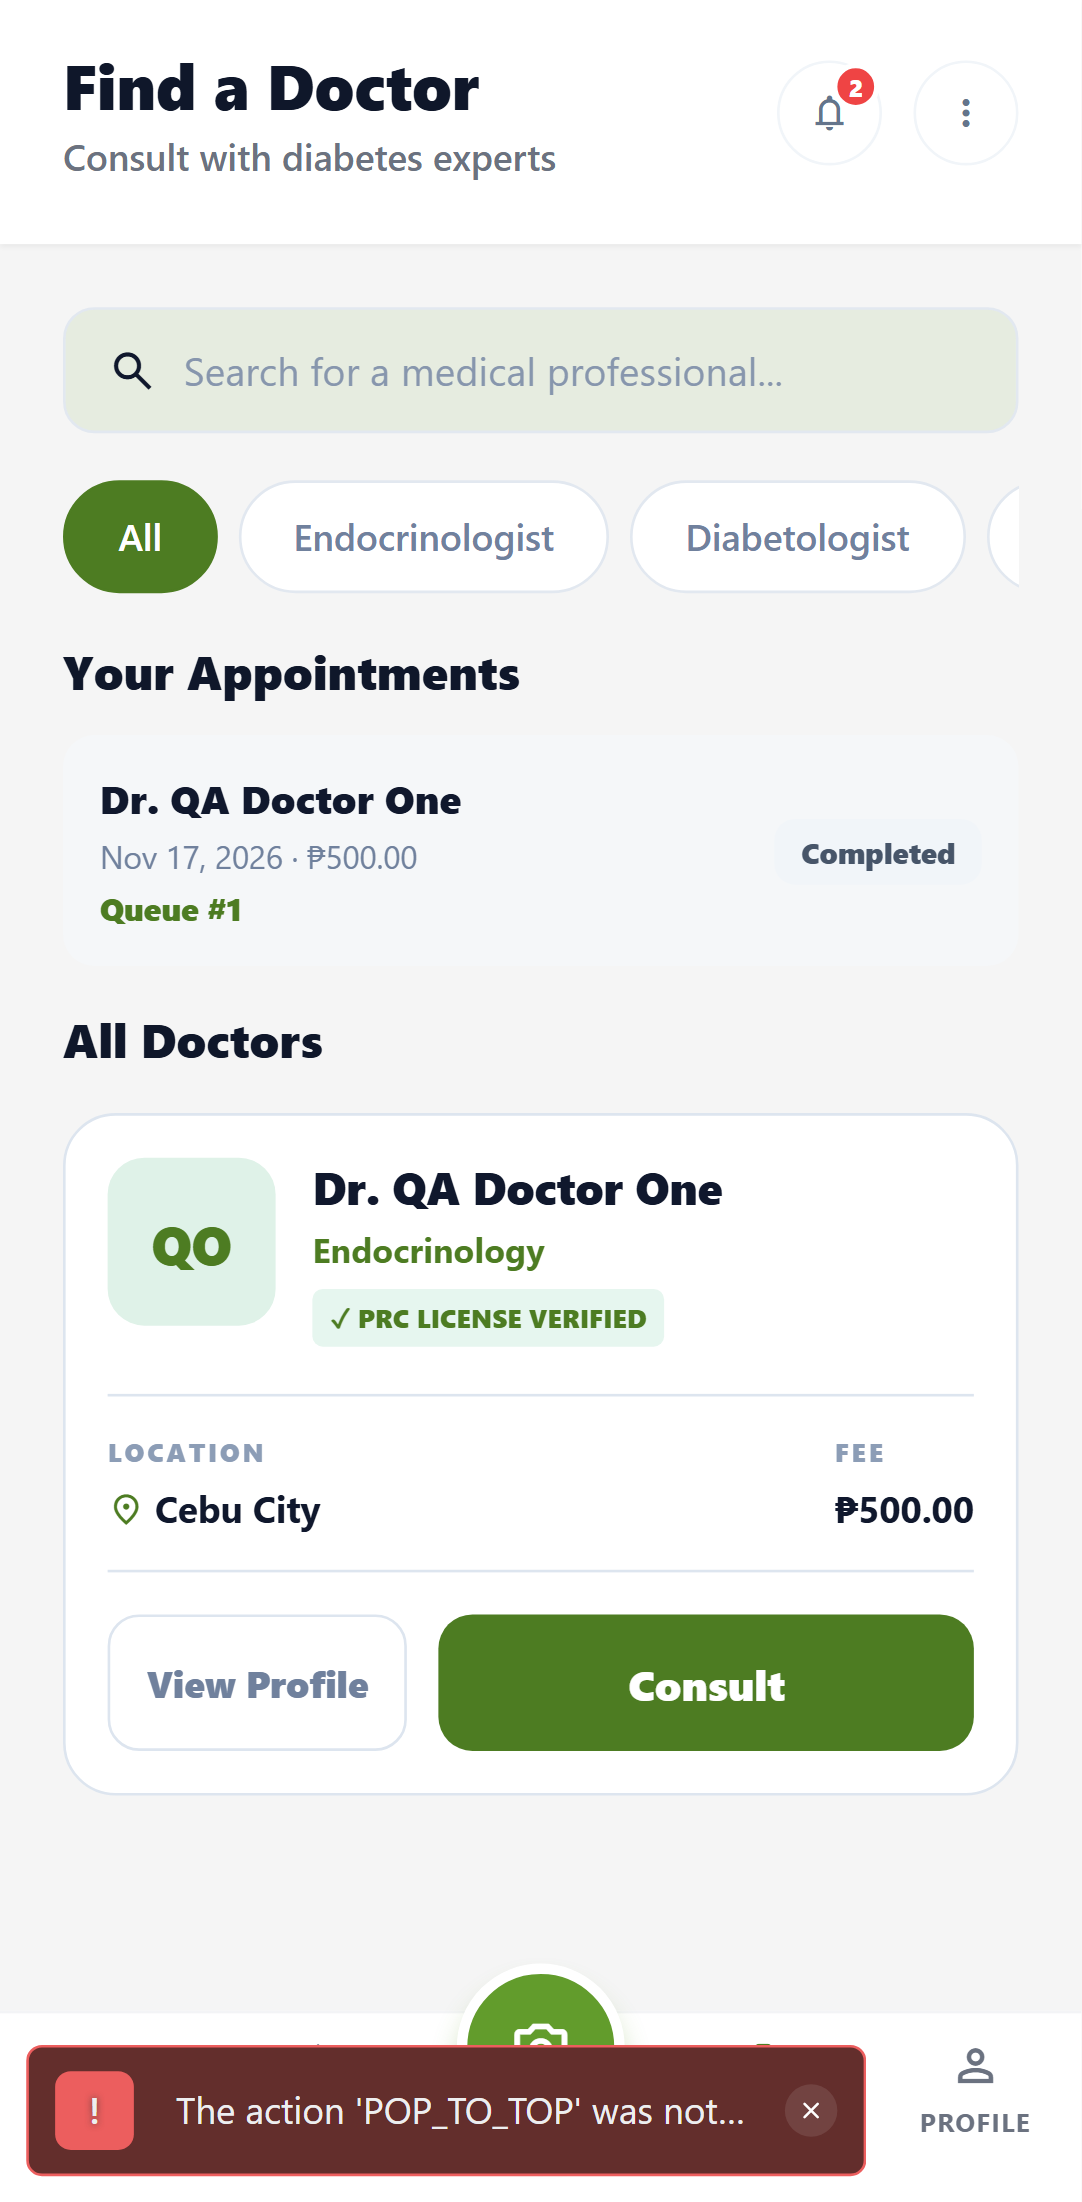 Find a Doctor
Consult with diabetes experts
2
Search for a medical professional...
All
Endocrinologist
Diabetologist
Your Appointments
Dr. QA Doctor One
Nov 17, 2026 · ₱500.00
Queue #1
Completed
All Doctors
QO
Dr. QA Doctor One
Endocrinology
✓ PRC LICENSE VERIFIED
LOCATION
FEE
Cebu City
₱500.00
View Profile
Consult
! The action 'POP_TO_TOP' was not...
PROFILE